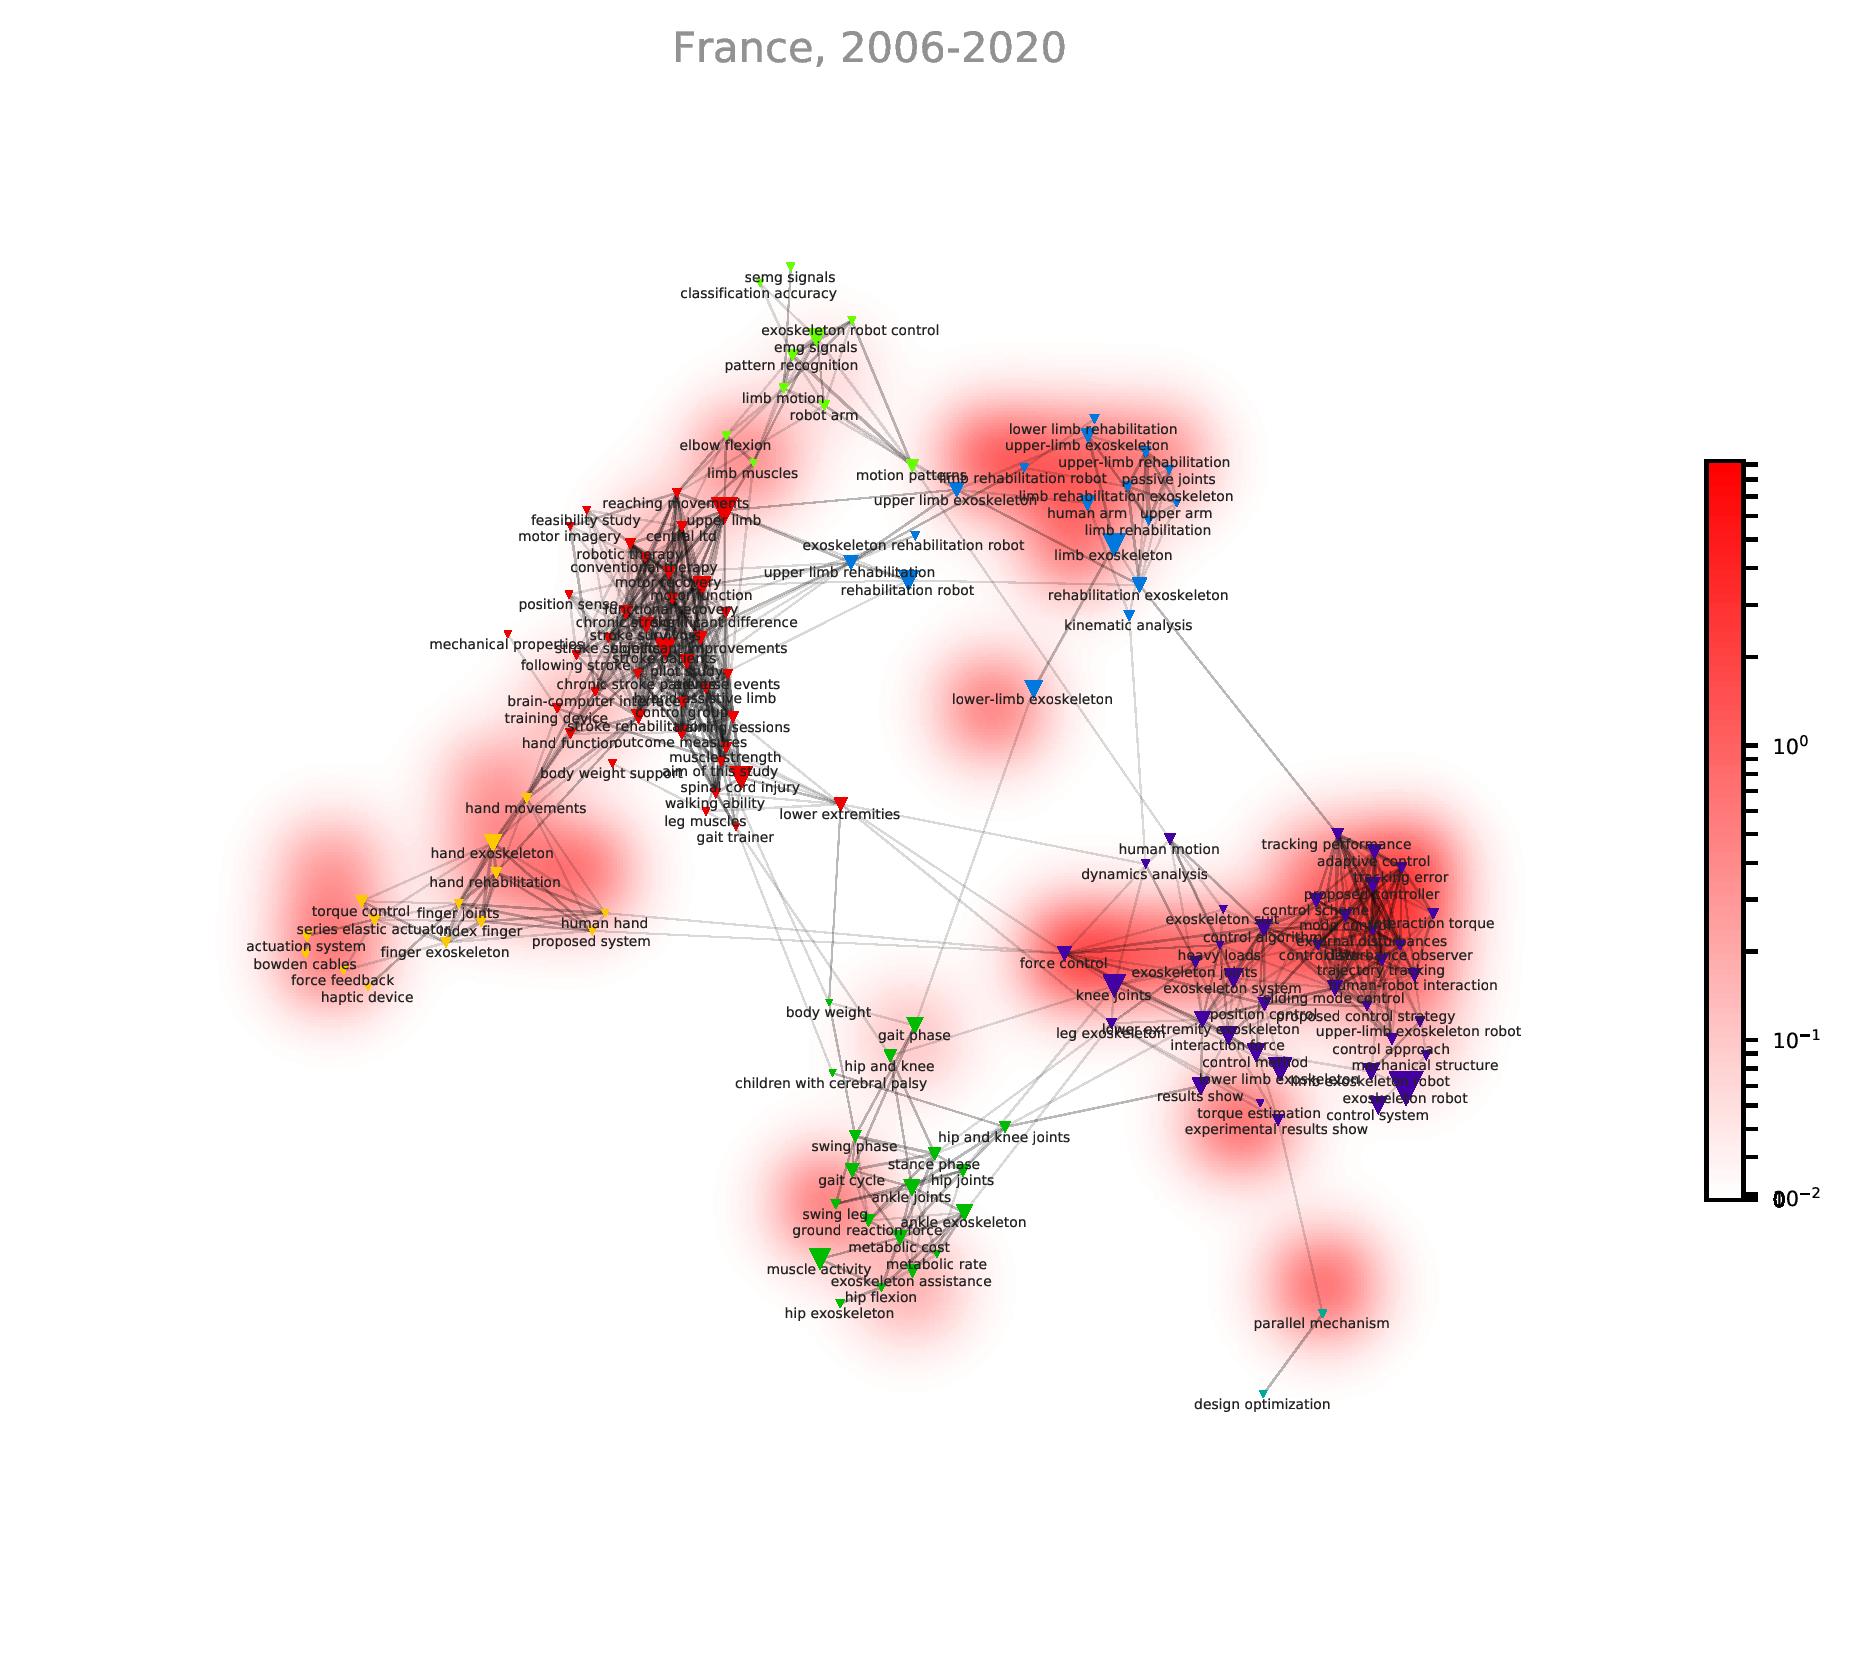 France, 2006-2020
semg signals
classification accuracy
exoskeleton robot control
emg signals
pattern recognition
limb motion
robot arm
elbow flexion
limb muscles
motion patterns
lower limb rehabilitation
upper-limb exoskeleton
upper-limb rehabilitation
limb rehabilitation robot
passive joints
upper limb exoskeleton
limb rehabilitation exoskeleton
human arm
upper arm
limb rehabilitation
limb exoskeleton
reaching movements
feasibility study
upper limb
motor imagery
central ltd
exoskeleton rehabilitation robot
robotic therapy
conventional therapy
upper limb rehabilitation
motor recovery
rehabilitation robot
motor function
rehabilitation exoskeleton
position sense
functional recovery
chronic stroke
significant difference
kinematic analysis
stroke survivors
mechanical properties
significant improvements
stroke patients
following stroke
pilot study
chronic stroke patients
adverse events
brain-computer interface
hybrid assistive limb
lower-limb exoskeleton
training device
control group
stroke rehabilitation
training sessions
hand function
outcome measures
muscle strength
body weight support
aim of this study
spinal cord injury
walking ability
leg muscles
gait trainer
lower extremities
hand movements
hand exoskeleton
hand rehabilitation
torque control
finger joints
series elastic actuator
index finger
human hand
proposed system
actuation system
finger exoskeleton
bowden cables
force feedback
haptic device
human motion
dynamics analysis
tracking performance
adaptive control
tracking error
proposed controller
control scheme
exoskeleton suit
interaction torque
control algorithm
external disturbances
heavy loads
disturbance observer
force control
exoskeleton joints
trajectory tracking
exoskeleton system
human-robot interaction
knee joints
sliding mode control
position control
proposed control strategy
leg exoskeleton
lower extremity exoskeleton
upper-limb exoskeleton robot
interaction force
control approach
control method
mechanical structure
lower limb exoskeleton
limb exoskeleton robot
results show
exoskeleton robot
torque estimation
control system
experimental results show
body weight
gait phase
hip and knee
children with cerebral palsy
hip and knee joints
swing phase
stance phase
gait cycle
hip joints
ankle joints
swing leg
ankle exoskeleton
ground reaction force
metabolic cost
metabolic rate
muscle activity
exoskeleton assistance
hip flexion
hip exoskeleton
parallel mechanism
design optimization
10⁰
10⁻¹
10⁻²